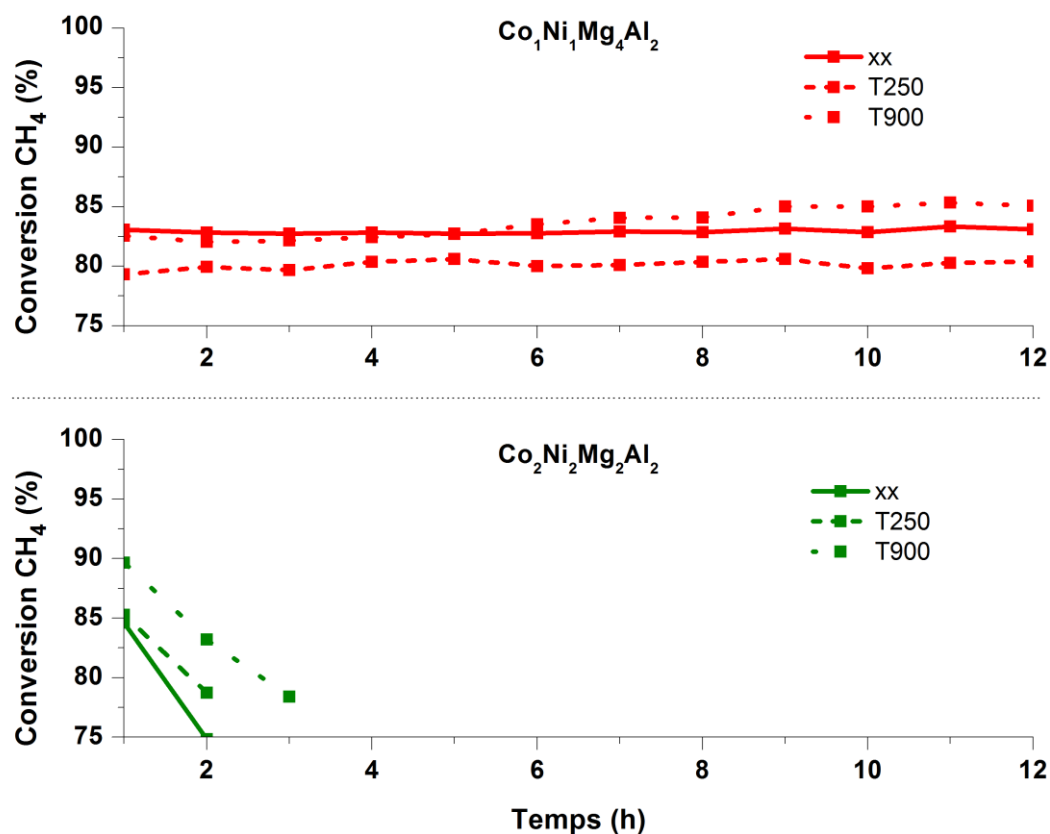 Co₁Ni₁Mg₄Al₂
xx
T250
T900
Conversion CH₄ (%)
100
95
90
85
80
75
2
4
6
8
10
12
Co₂Ni₂Mg₂Al₂
xx
T250
T900
Conversion CH₄ (%)
100
95
90
85
80
75
2
4
6
8
10
12
Temps (h)